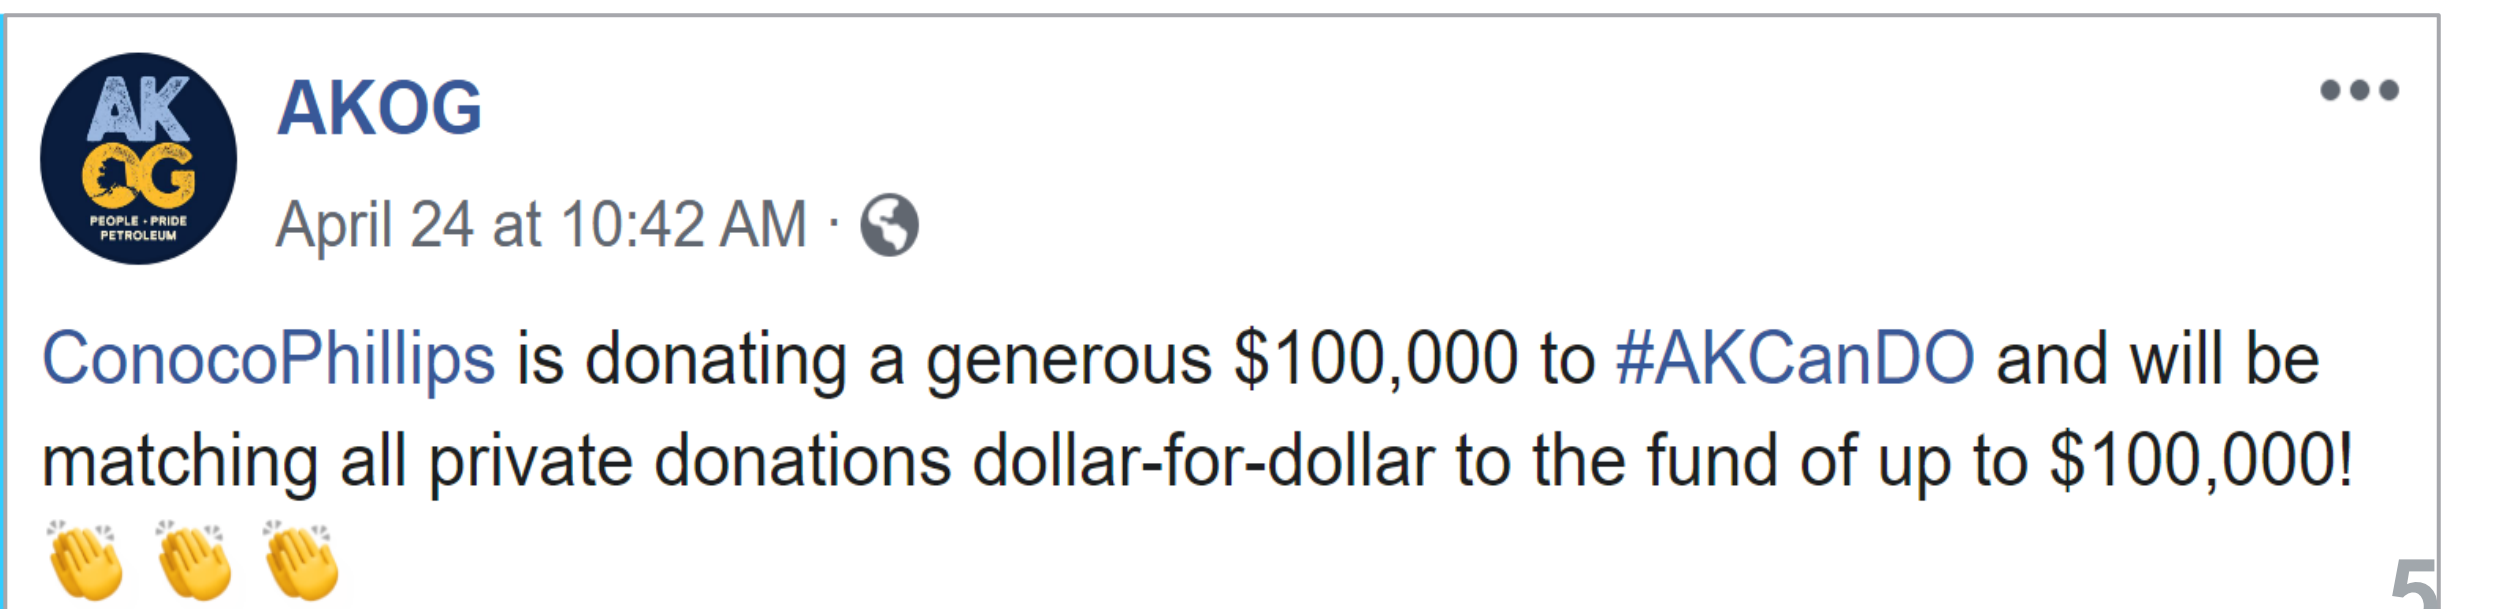 AK
OG
PEOPLE • PRIDE
PETROLEUM
AKOG
April 24 at 10:42 AM ·
ConocoPhillips is donating a generous $100,000 to #AKCanDO and will be
matching all private donations dollar-for-dollar to the fund of up to $100,000!
👏 👏 👏
5